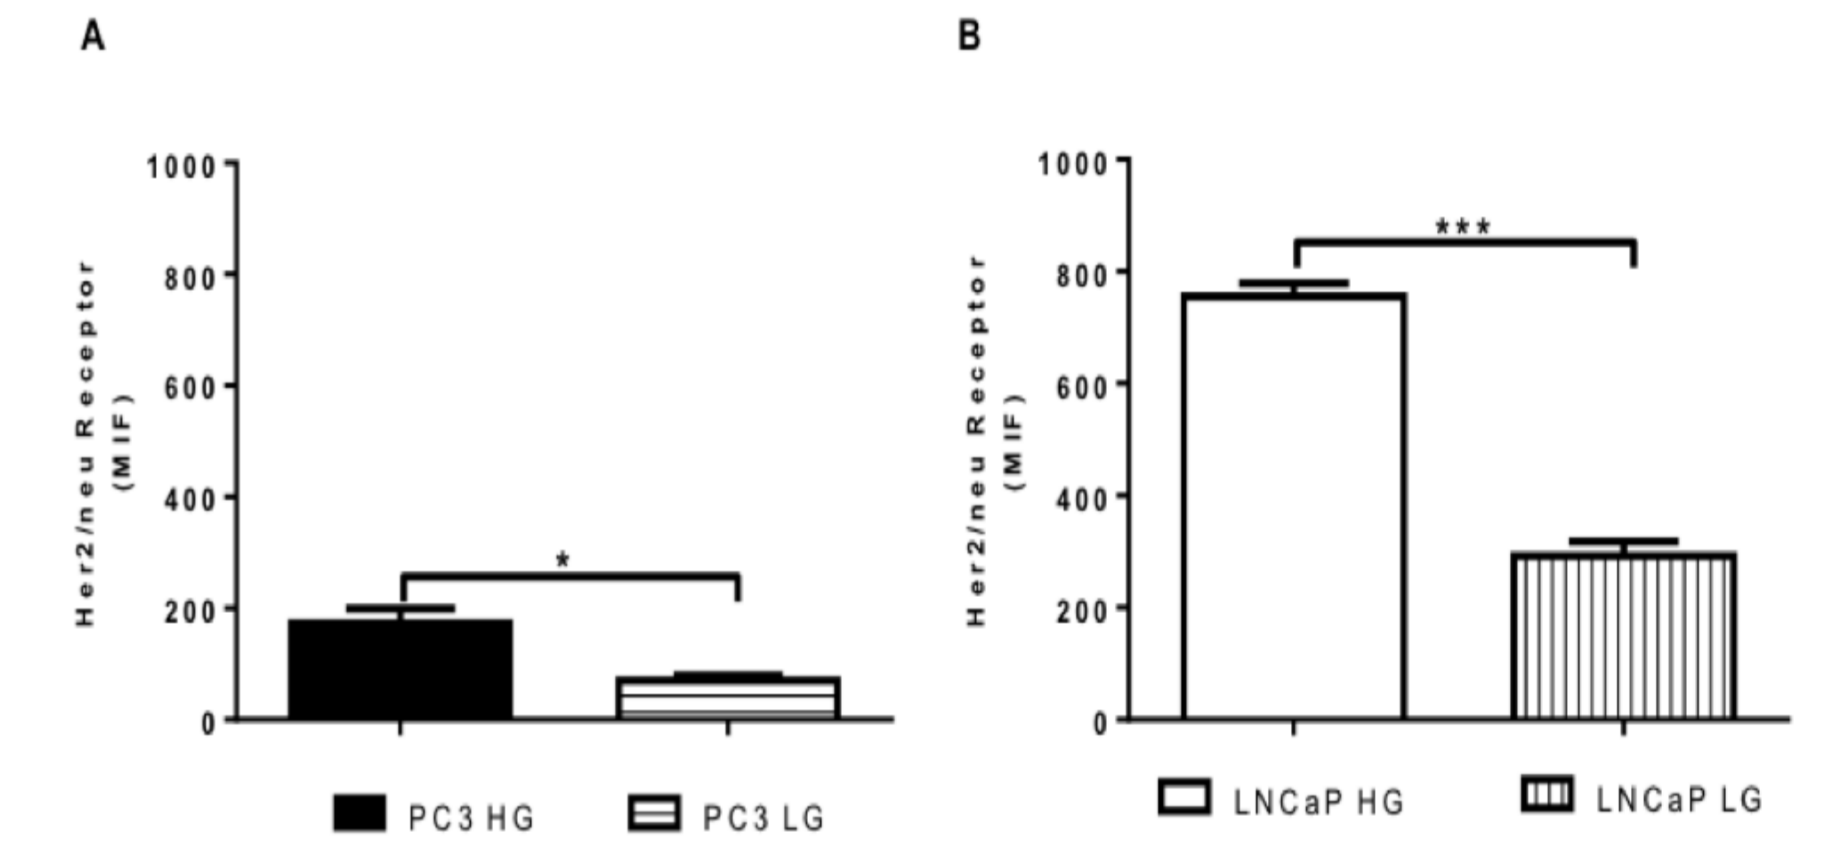 A
B
1000
800
600
400
200
0
Her2/neu Receptor
(MIF)
*
PC3 HG
PC3 LG
1000
800
600
400
200
0
Her2/neu Receptor
(MIF)
***
LNCaP HG
LNCaP LG